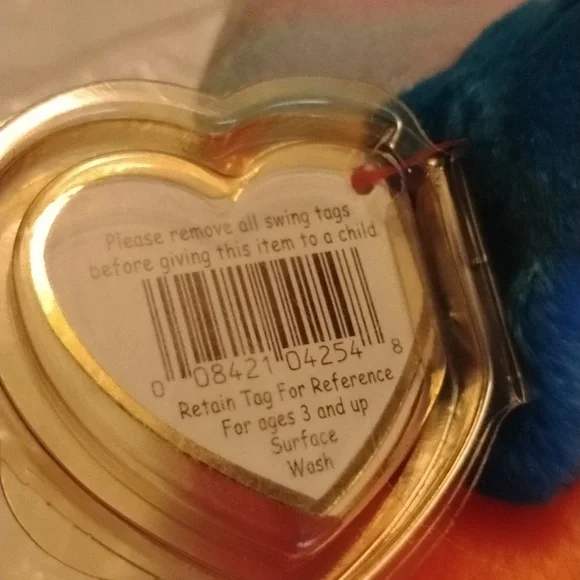 Please remove all swing tags
before giving this item to a child
0 08421 04254 8
Retain Tag For Reference
For ages 3 and up
Surface
Wash